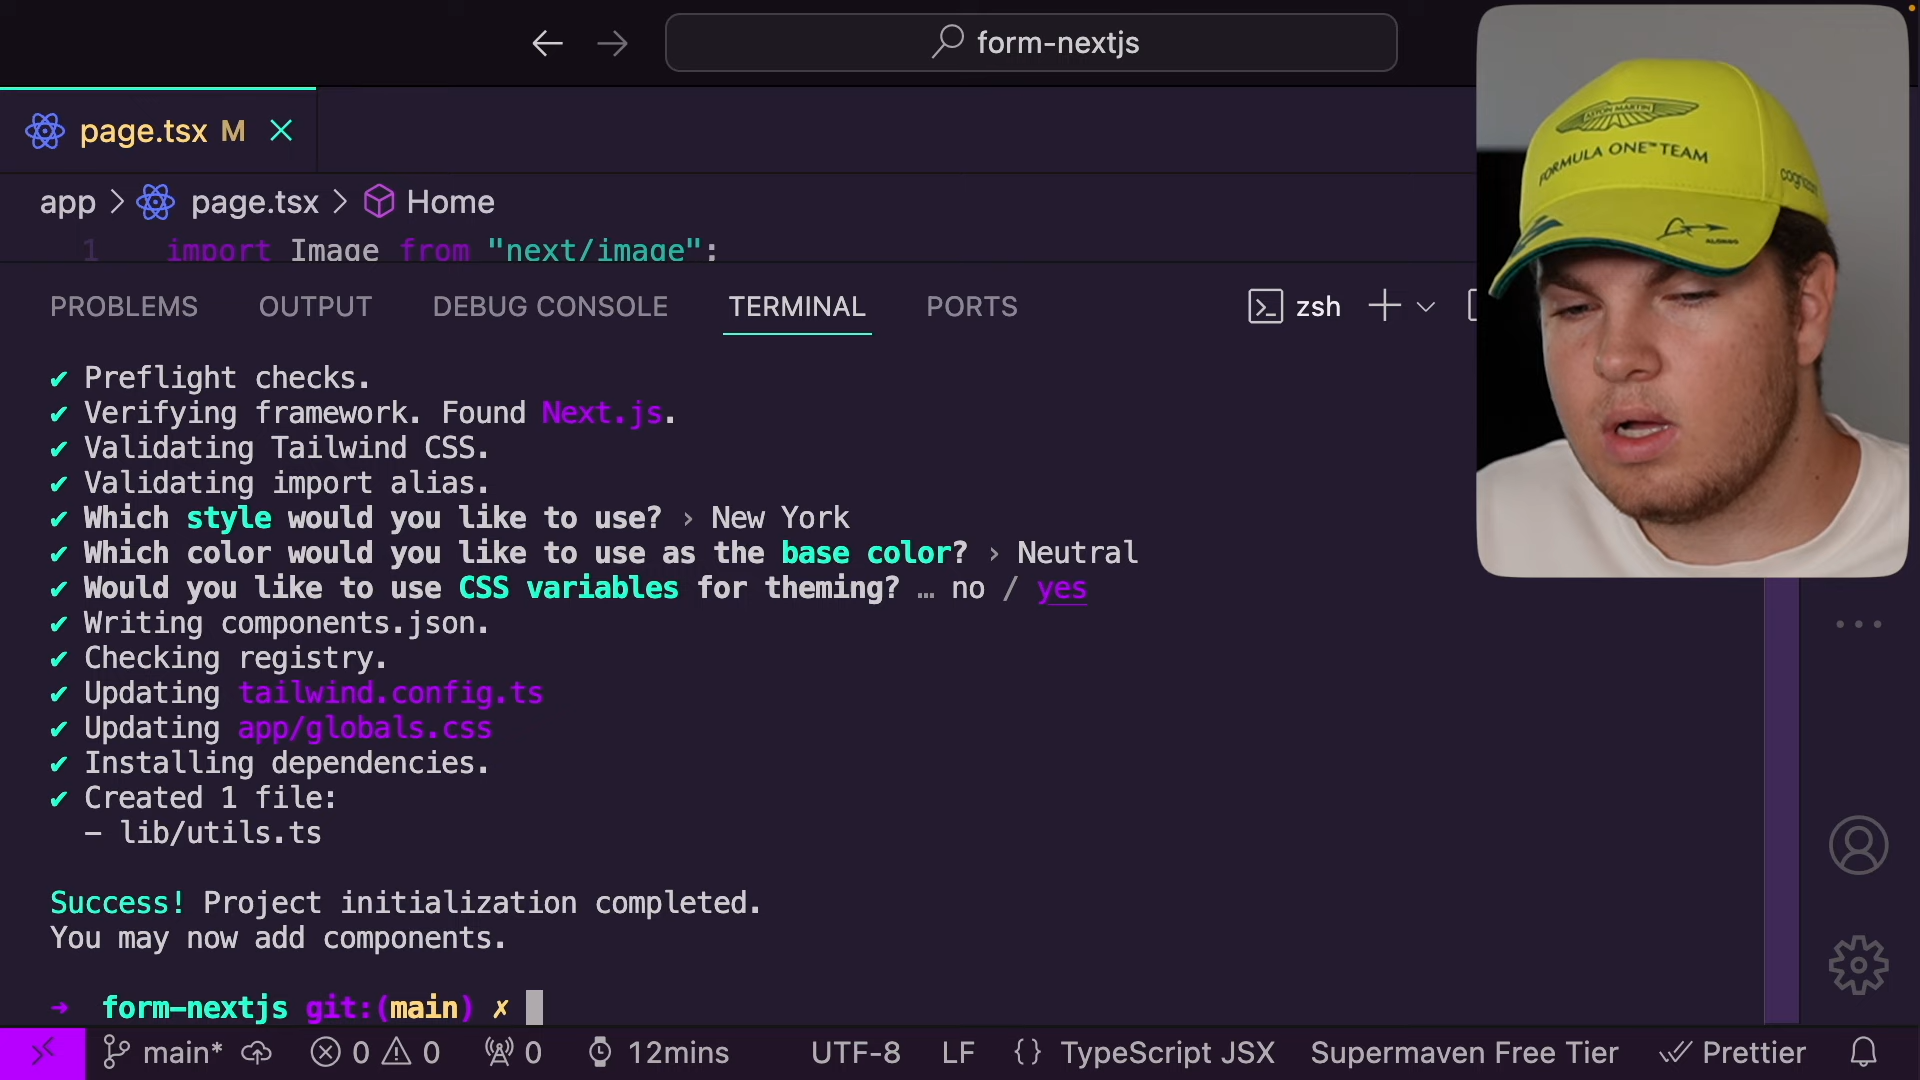 form-nextjs
page.tsx M
app > page.tsx > Home
1 import Image from "next/image";
PROBLEMS OUTPUT DEBUG CONSOLE TERMINAL PORTS zsh
✔ Preflight checks.
✔ Verifying framework. Found Next.js.
✔ Validating Tailwind CSS.
✔ Validating import alias.
✔ Which style would you like to use? › New York
✔ Which color would you like to use as the base color? › Neutral
✔ Would you like to use CSS variables for theming? … no / yes
✔ Writing components.json.
✔ Checking registry.
✔ Updating tailwind.config.ts
✔ Updating app/globals.css
✔ Installing dependencies.
✔ Created 1 file:
– lib/utils.ts
Success! Project initialization completed.
You may now add components.
➜ form-nextjs git:(main) ✗
main* 0 0 0 12mins UTF-8 LF {} TypeScript JSX Supermaven Free Tier Prettier
ASTON MARTIN
FORMULA ONE™ TEAM
ALONSO